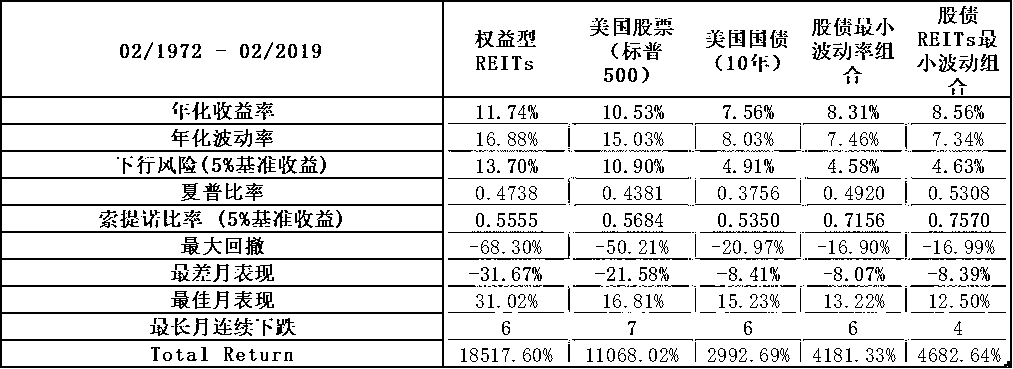 02/1972 - 02/2019 权益型REITs 美国股票（标普500） 美国国债（10年） 股债最小波动率组合 股债REITs最小波动组合
年化收益率 11.74% 10.53% 7.56% 8.31% 8.56%
年化波动率 16.88% 15.03% 8.03% 7.46% 7.34%
下行风险(5%基准收益) 13.70% 10.90% 4.91% 4.58% 4.63%
夏普比率 0.4738 0.4381 0.3756 0.4920 0.5308
索提诺比率 (5%基准收益) 0.5555 0.5684 0.5350 0.7156 0.7570
最大回撤 -68.30% -50.21% -20.97% -16.90% -16.99%
最差月表现 -31.67% -21.58% -8.41% -8.07% -8.39%
最佳月表现 31.02% 16.81% 15.23% 13.22% 12.50%
最长月连续下跌 6 7 6 6 4
Total Return 18517.60% 11068.02% 2992.69% 4181.33% 4682.64%